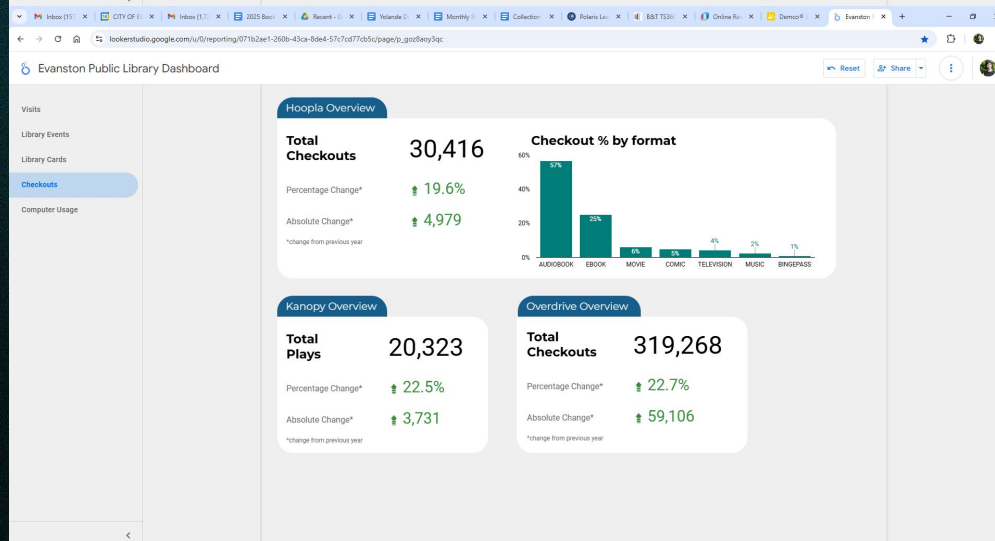 Inbox (157
CITY OF E
Inbox (1,7
2025 Book
Recent - G
Yolande D
Monthly S
Collection
Polaris Lea
B&T TS360
Online Re
Demco®
Evanston P
lookerstudio.google.com/u/0/reporting/071b2ae1-260b-43ca-8de4-57c7cd77cb5c/page/p_goz8aoy3qc
Evanston Public Library Dashboard
Reset
Share
Visits
Library Events
Library Cards
Checkouts
Computer Usage
Hoopla Overview
Total
Checkouts
30,416
Percentage Change*
19.6%
Absolute Change*
4,979
*change from previous year
Checkout % by format
60%
40%
20%
0%
57%
25%
6%
5%
4%
2%
1%
AUDIOBOOK
EBOOK
MOVIE
COMIC
TELEVISION
MUSIC
BINGEPASS
Kanopy Overview
Total
Plays
20,323
Percentage Change*
22.5%
Absolute Change*
3,731
*change from previous year
Overdrive Overview
Total
Checkouts
319,268
Percentage Change*
22.7%
Absolute Change*
59,106
*change from previous year